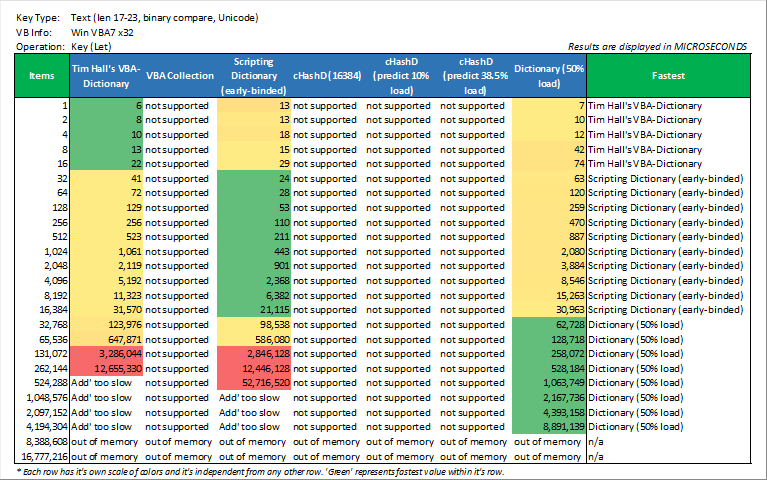 Key Type: Text (len 17-23, binary compare, Unicode)
VB Info: Win VBA7 x32
Operation: Key (Let) Results are displayed in MICROSECONDS
Items Tim Hall's VBA-Dictionary VBA Collection Scripting Dictionary (early-binded) cHashD (16384) cHashD (predict 10% load) cHashD (predict 38.5% load) Dictionary (50% load) Fastest
1 6 not supported 13 not supported not supported not supported 7 Tim Hall's VBA-Dictionary
2 8 not supported 13 not supported not supported not supported 10 Tim Hall's VBA-Dictionary
4 10 not supported 18 not supported not supported not supported 12 Tim Hall's VBA-Dictionary
8 13 not supported 15 not supported not supported not supported 42 Tim Hall's VBA-Dictionary
16 22 not supported 29 not supported not supported not supported 74 Tim Hall's VBA-Dictionary
32 41 not supported 24 not supported not supported not supported 63 Scripting Dictionary (early-binded)
64 72 not supported 28 not supported not supported not supported 120 Scripting Dictionary (early-binded)
128 129 not supported 53 not supported not supported not supported 259 Scripting Dictionary (early-binded)
256 256 not supported 110 not supported not supported not supported 470 Scripting Dictionary (early-binded)
512 523 not supported 211 not supported not supported not supported 887 Scripting Dictionary (early-binded)
1,024 1,061 not supported 443 not supported not supported not supported 2,080 Scripting Dictionary (early-binded)
2,048 2,119 not supported 901 not supported not supported not supported 3,884 Scripting Dictionary (early-binded)
4,096 5,192 not supported 2,368 not supported not supported not supported 8,546 Scripting Dictionary (early-binded)
8,192 11,323 not supported 6,382 not supported not supported not supported 15,263 Scripting Dictionary (early-binded)
16,384 31,570 not supported 21,115 not supported not supported not supported 30,963 Scripting Dictionary (early-binded)
32,768 123,976 not supported 98,538 not supported not supported not supported 62,728 Dictionary (50% load)
65,536 647,871 not supported 586,080 not supported not supported not supported 128,718 Dictionary (50% load)
131,072 3,286,044 not supported 2,846,128 not supported not supported not supported 258,072 Dictionary (50% load)
262,144 12,655,330 not supported 12,446,128 not supported not supported not supported 528,184 Dictionary (50% load)
524,288 Add' too slow not supported 52,716,520 not supported not supported not supported 1,063,749 Dictionary (50% load)
1,048,576 Add' too slow not supported Add' too slow not supported not supported not supported 2,167,736 Dictionary (50% load)
2,097,152 Add' too slow not supported Add' too slow not supported not supported not supported 4,393,158 Dictionary (50% load)
4,194,304 Add' too slow not supported Add' too slow not supported not supported not supported 8,891,139 Dictionary (50% load)
8,388,608 out of memory out of memory out of memory out of memory out of memory out of memory out of memory n/a
16,777,216 out of memory out of memory out of memory out of memory out of memory out of memory out of memory n/a
* Each row has it's own scale of colors and it's independent from any other row. 'Green' represents fastest value within it's row.